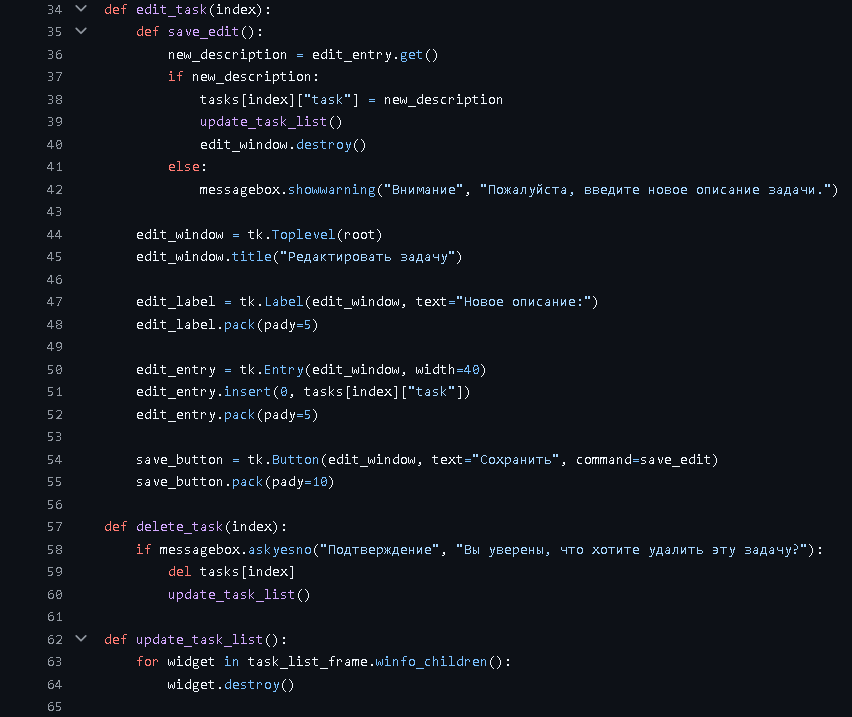 34 def edit_task(index):
35     def save_edit():
36         new_description = edit_entry.get()
37         if new_description:
38             tasks[index]["task"] = new_description
39             update_task_list()
40             edit_window.destroy()
41         else:
42             messagebox.showwarning("Внимание", "Пожалуйста, введите новое описание задачи.")
43
44     edit_window = tk.Toplevel(root)
45     edit_window.title("Редактировать задачу")
46
47     edit_label = tk.Label(edit_window, text="Новое описание:")
48     edit_label.pack(pady=5)
49
50     edit_entry = tk.Entry(edit_window, width=40)
51     edit_entry.insert(0, tasks[index]["task"])
52     edit_entry.pack(pady=5)
53
54     save_button = tk.Button(edit_window, text="Сохранить", command=save_edit)
55     save_button.pack(pady=10)
56
57 def delete_task(index):
58     if messagebox.askyesno("Подтверждение", "Вы уверены, что хотите удалить эту задачу?"):
59         del tasks[index]
60         update_task_list()
61
62 def update_task_list():
63     for widget in task_list_frame.winfo_children():
64         widget.destroy()
65